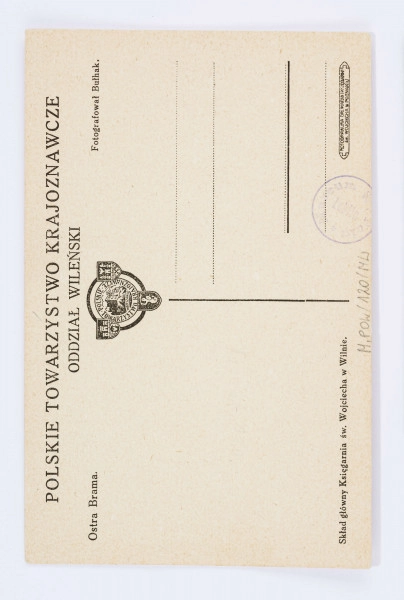 POLSKIE TOWARZYSTWO KRAJOZNAWCZE
ODDZIAŁ WILEŃSKI
Ostra Brama.
Fotografował Bułhak.
Skład główny Księgarnia św. Wojciecha w Wilnie.